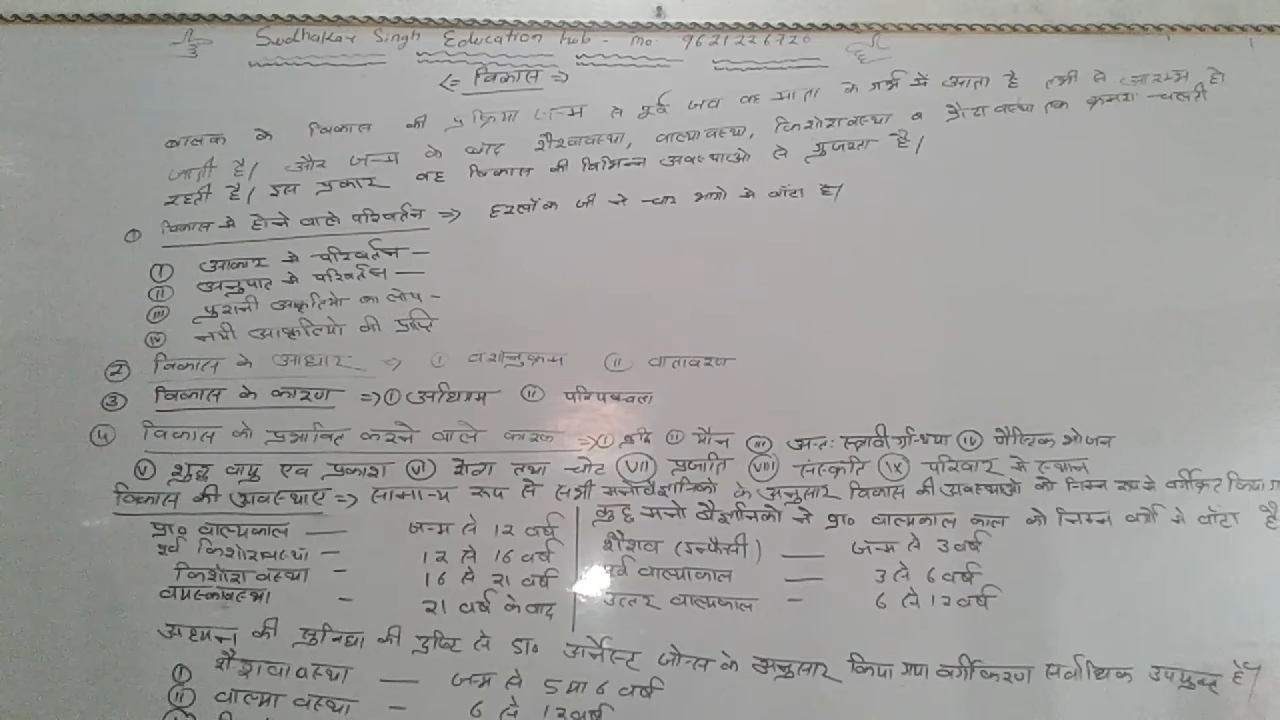 Sudhakar Singh Education hub - mo. 9621226720
<= विकास =>
बालक के विकास की प्रक्रिया जन्म से पूर्व जब वह माता के गर्भ में आता है तभी से आरम्भ हो
जाती है। और जन्म के बाद शैशवावस्था, बाल्यावस्था, किशोरावस्था व प्रौढावस्था तक क्रमशः चलती
रहती है। इस प्रकार वह विकास की विभिन्न अवस्थाओ से गुजरता है।
① विकास मे होने वाले परिवर्तन => हरलॉक जी ने चार भागो मे बाँटा है।
Ⓘ आकार मे परिवर्तन —
Ⓘⓘ अनुपात मे परिवर्तन —
ⓘⓘⓘ पुरानी आकृतियो का लोप -
ⓘⓥ नयी आकृतियो की प्राप्ति
② विकास के आधार => ① वंशानुक्रम ⓘⓘ वातावरण
③ विकास के कारण => ① अधिगम ⓘⓘ परिपक्वता
④ विकास को प्रभावित करने वाले कारक => ① बुद्धि ⓘⓘ यौन ⓘⓘⓘ अन्तः स्त्रावी ग्रन्थिया ⓘⓥ पौष्टिक भोजन
Ⓥ शुद्ध वायु एवं प्रकाश ⓋⒾ रोग तथा चोट ⓋⒾⒾ प्रजाति ⓋⒾⒾⒾ संस्कृति ⒾⓍ परिवार मे स्थान
विकास की अवस्थाए => सामान्य रूप से सभी मनोवैज्ञानिको के अनुसार विकास की अवस्थाओ को निम्न रूप से वर्गीकृत किया
कुछ मनोवैज्ञानिको ने प्रा० बाल्यकाल काल को निम्न वर्गो मे बाँटा है
प्रा० बाल्यकाल — जन्म से 12 वर्ष
पूर्व किशोरावस्था — 12 से 16 वर्ष
किशोरावस्था - 16 से 21 वर्ष
वयस्कावस्था - 21 वर्ष के बाद
शैशव (इन्फैंसी) — जन्म से 3 वर्ष
पूर्व बाल्याकाल — 3 से 6 वर्ष
उत्तर बाल्यकाल - 6 से 12 वर्ष
अध्ययन की सुविधा की दृष्टि से डा० अर्नेस्ट जोन्स के अनुसार किया गया वर्गीकरण सर्वाधिक उपयुक्त है।
Ⓘ शैशवावस्था — जन्म से 5 या 6 वर्ष
ⓘⓘ बाल्यावस्था - 6 से 12 वर्ष